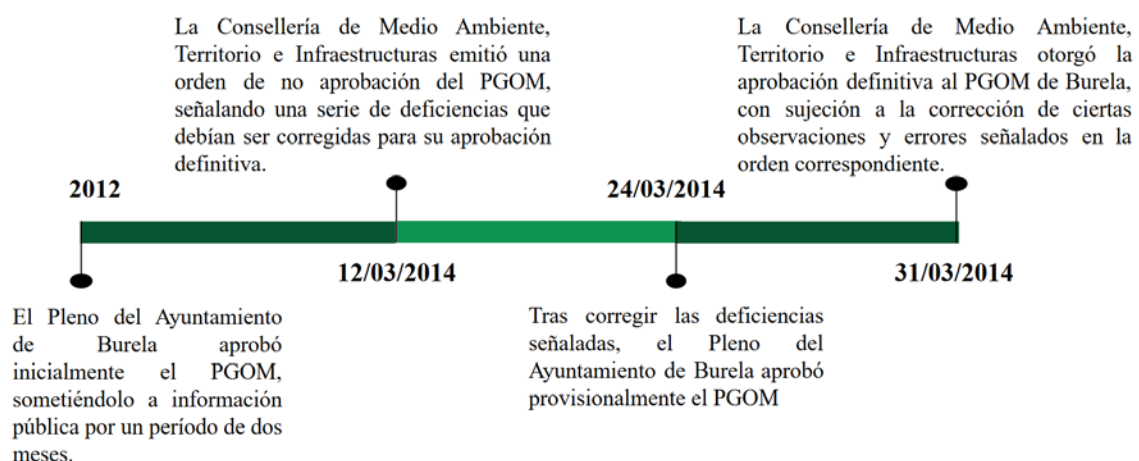 La Consellería de Medio Ambiente,
Territorio e Infraestructuras emitió una
orden de no aprobación del PGOM,
señalando una serie de deficiencias que
debían ser corregidas para su aprobación
definitiva.
La Consellería de Medio Ambiente,
Territorio e Infraestructuras otorgó la
aprobación definitiva al PGOM de Burela,
con sujeción a la corrección de ciertas
observaciones y errores señalados en la
orden correspondiente.
2012
24/03/2014
12/03/2014
31/03/2014
El Pleno del Ayuntamiento
de Burela aprobó
inicialmente el PGOM,
sometiéndolo a información
pública por un período de dos
meses.
Tras corregir las deficiencias
señaladas, el Pleno del
Ayuntamiento de Burela aprobó
provisionalmente el PGOM